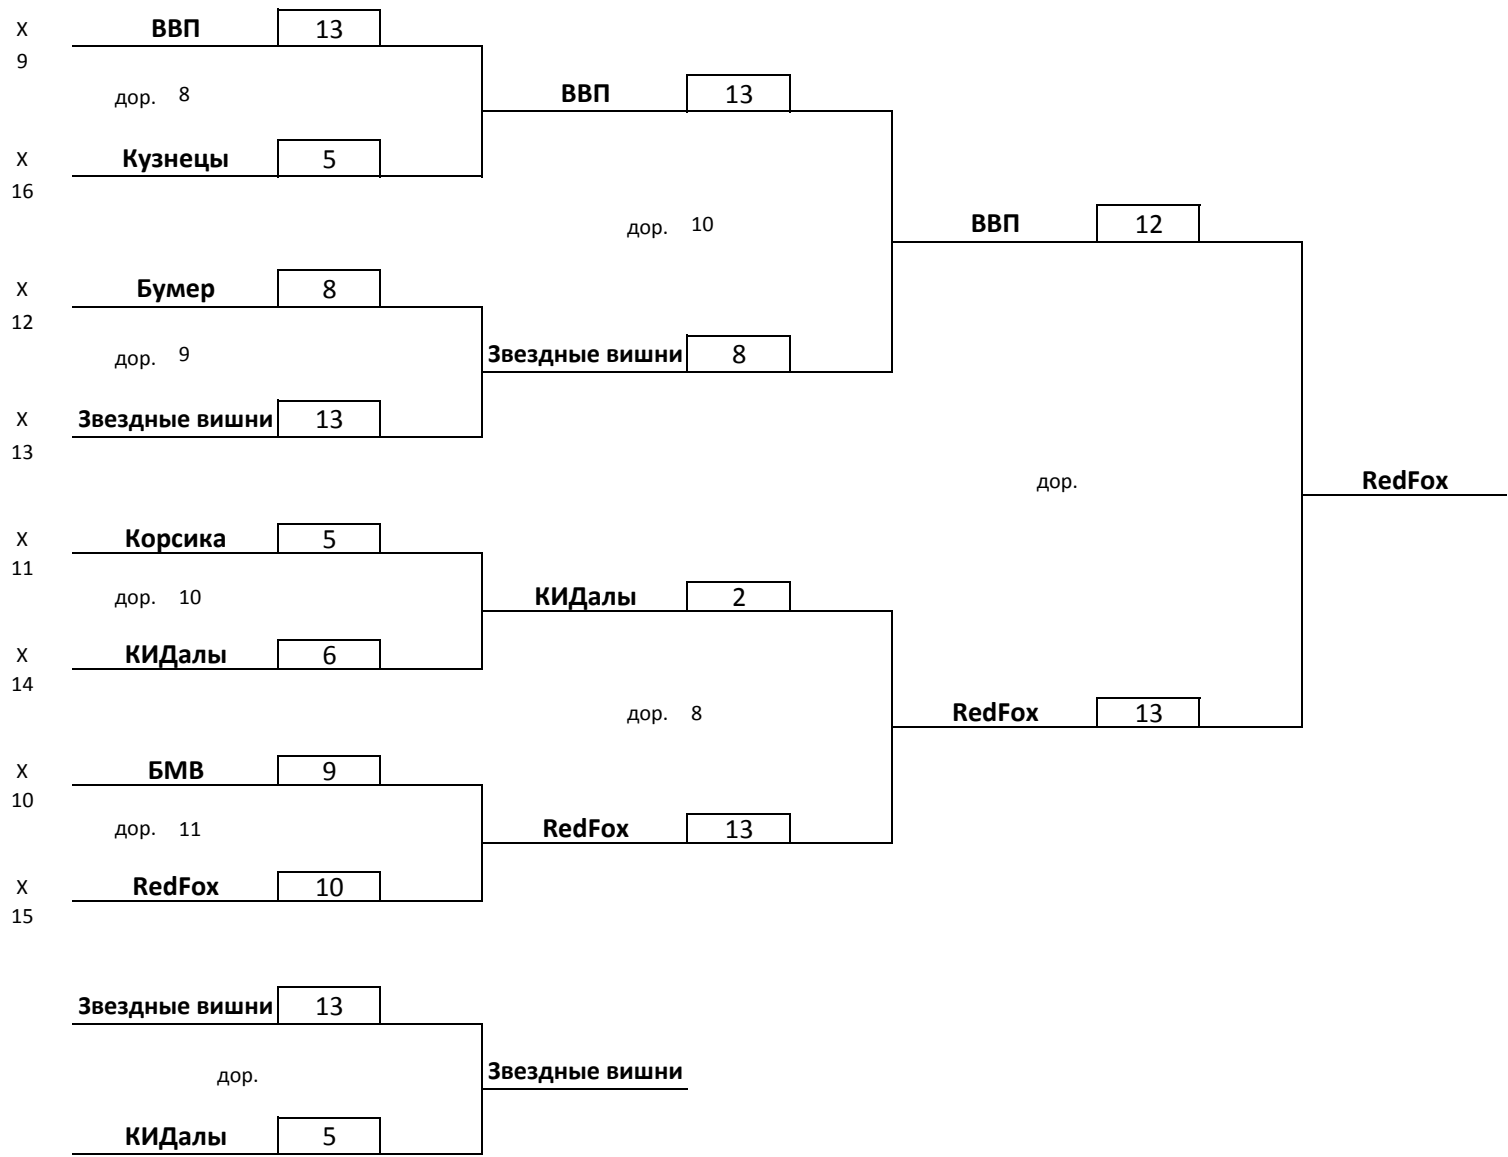 X ВВП 13
9
дор. 8
ВВП 13
X Кузнецы 5
16
дор. 10
ВВП 12
X Бумер 8
12
дор. 9
Звездные вишни 8
X Звездные вишни 13
13
дор.
RedFox
X Корсика 5
11
дор. 10
КИДалы 2
X КИДалы 6
14
дор. 8
RedFox 13
X БМВ 9
10
дор. 11
RedFox 13
X RedFox 10
15
Звездные вишни 13
дор.
Звездные вишни
КИДалы 5